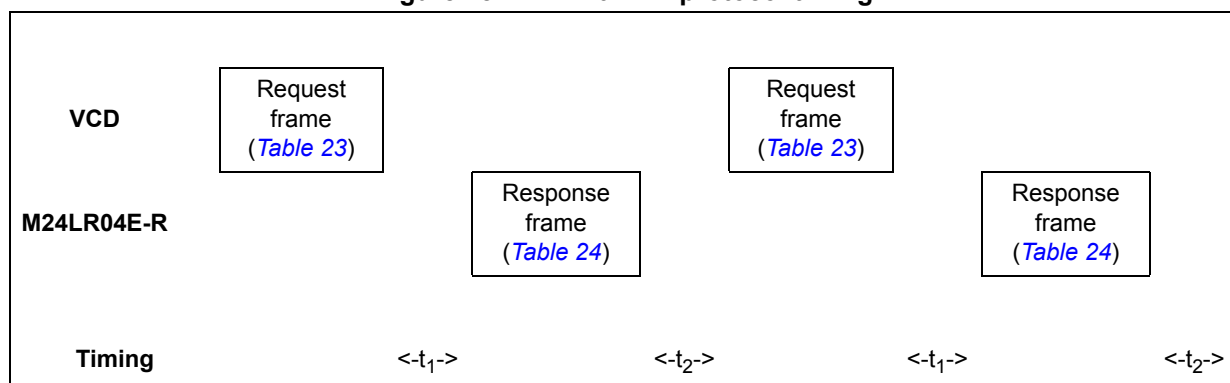 VCD
Request
frame
(Table 23)
Request
frame
(Table 23)
M24LR04E-R
Response
frame
(Table 24)
Response
frame
(Table 24)
Timing <-t1-> <-t2-> <-t1-> <-t2->